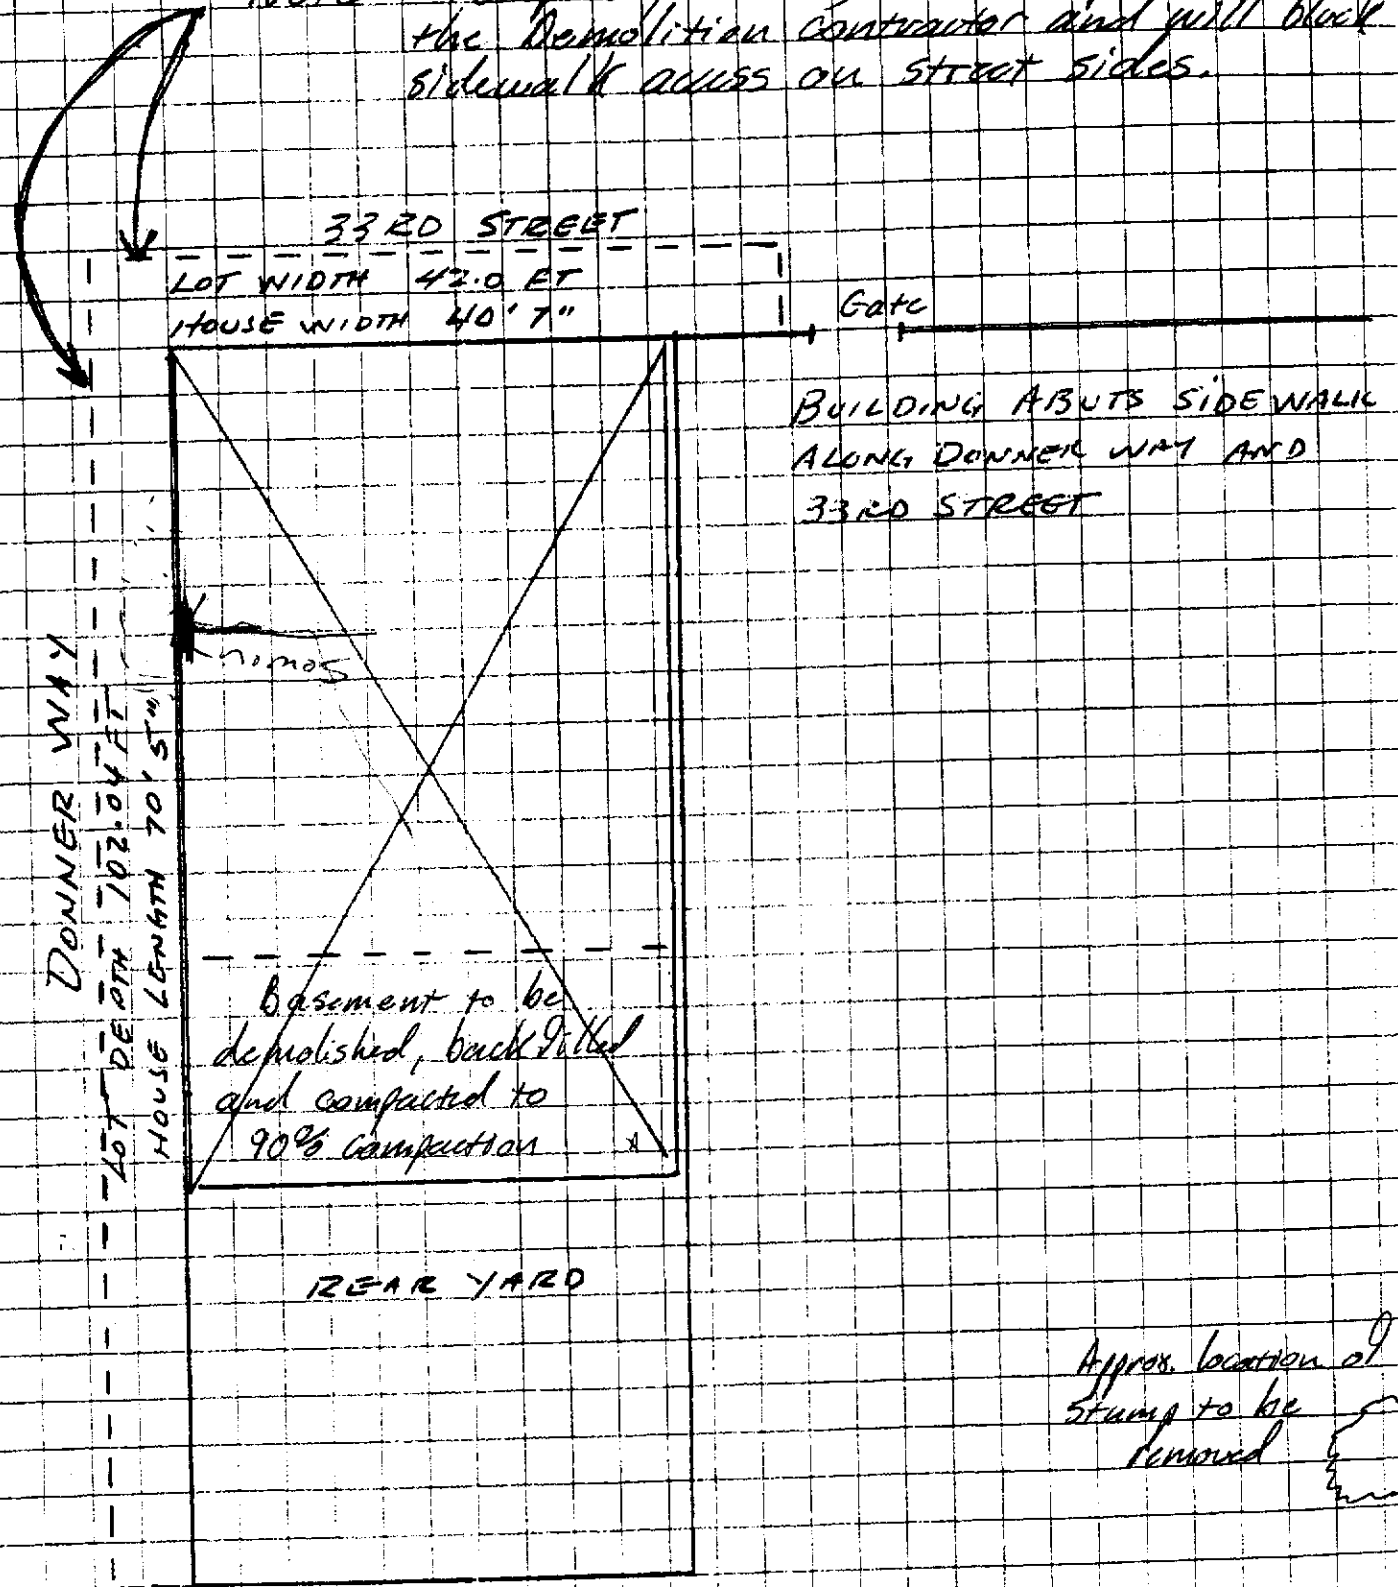 the Demolition Contractor and will block
sidewalk access on street sides.
33RD STREET
LOT WIDTH 42.0 FT
HOUSE WIDTH 40' 7"
Gate
BUILDING ABUTS SIDEWALK
ALONG DONNER WAY AND
33RD STREET
DONNER WAY
LOT DEPTH 102.04 FT
HOUSE LENGTH 70' 5"
Basement to be
demolished, backfilled
and compacted to
90% compaction
REAR YARD
Approx. location of
Stump to be
removed